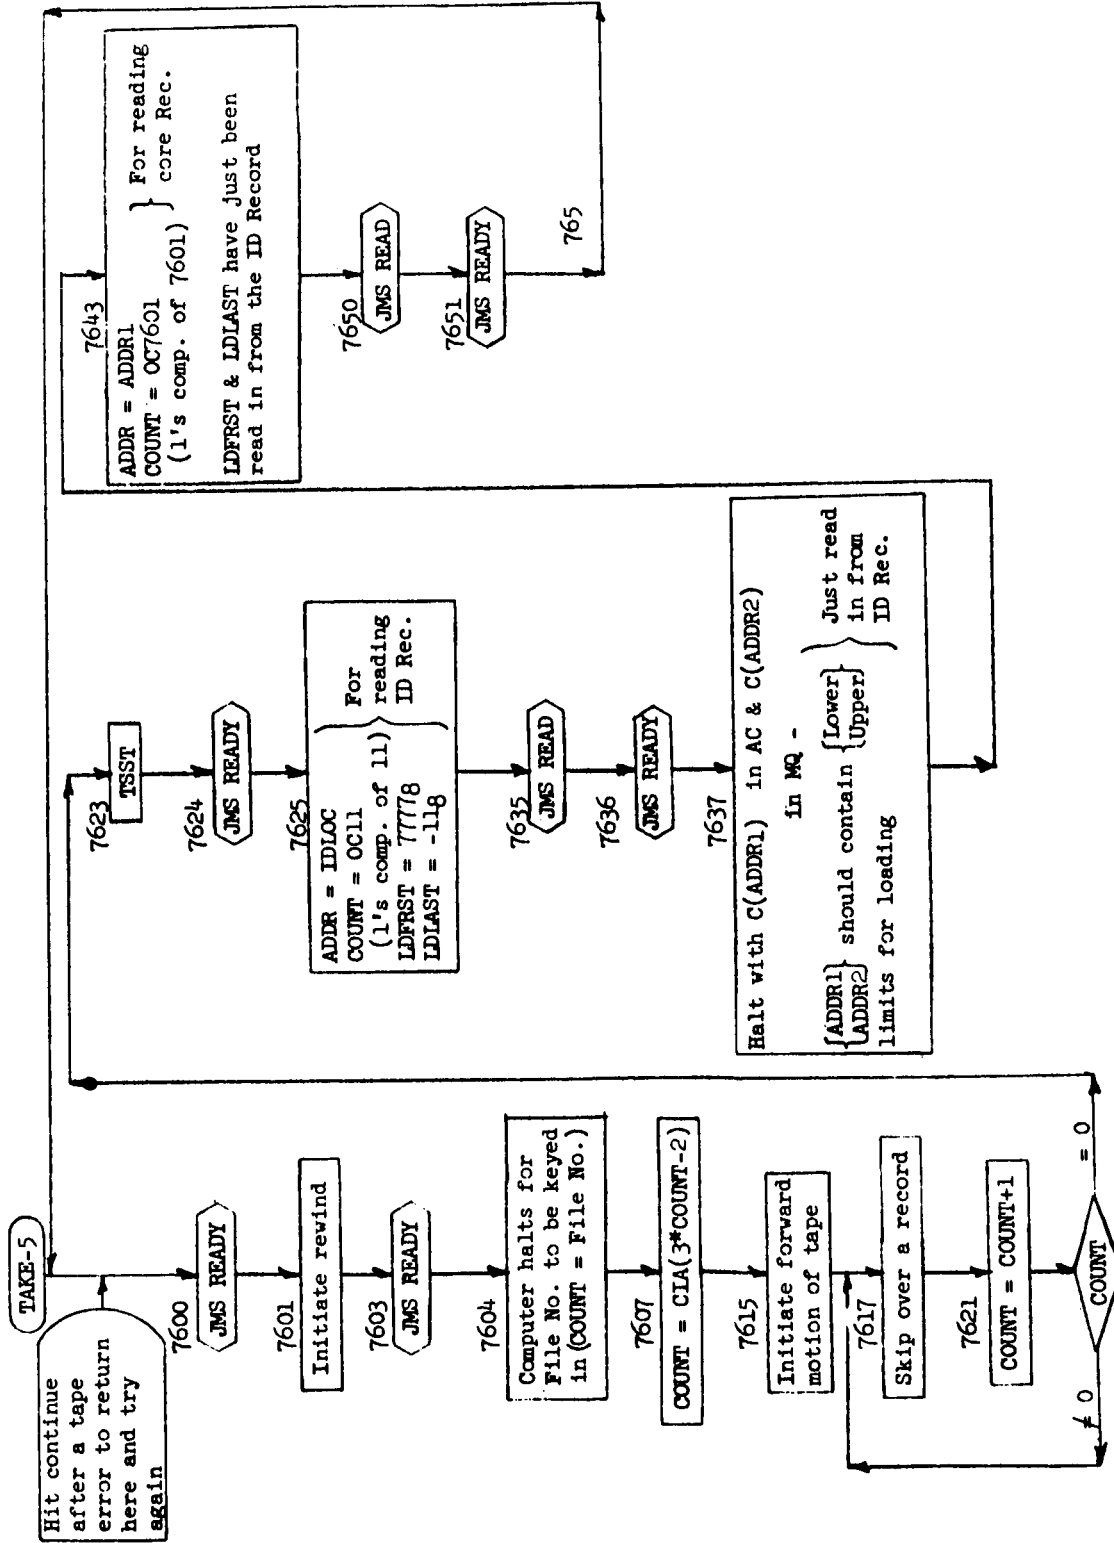 TAKE-5
Hit continue
after a tape
error to return
here and try
again
7600
JMS READY
7601
Initiate rewind
7603
JMS READY
7604
Computer halts for
File No. to be keyed
in (COUNT = File No.)
7607
COUNT = CIA(3*COUNT-2)
7615
Initiate forward
motion of tape
7617
Skip over a record
7621
COUNT = COUNT+1
COUNT
≠ 0
= 0
7623
TSST
7624
JMS READY
7625
ADDR = IDLOC
COUNT = OC11
(1's comp. of 11)
LDFRST = 77778
LDLAST = -118
} For
reading
ID Rec.
7635
JMS READ
7636
JMS READY
7637
Halt with C(ADDR1) in AC & C(ADDR2)
in MQ -
{ADDR1} should contain {Lower}
{ADDR2} {Upper}
limits for loading
} Just read
in from
ID Rec.
7643
ADDR = ADDR1
COUNT = OC7601
(1's comp. of 7601)
} For reading
core Rec.
LDFRST & LDLAST have just been
read in from the ID Record
7650
JMS READ
7651
JMS READY
765